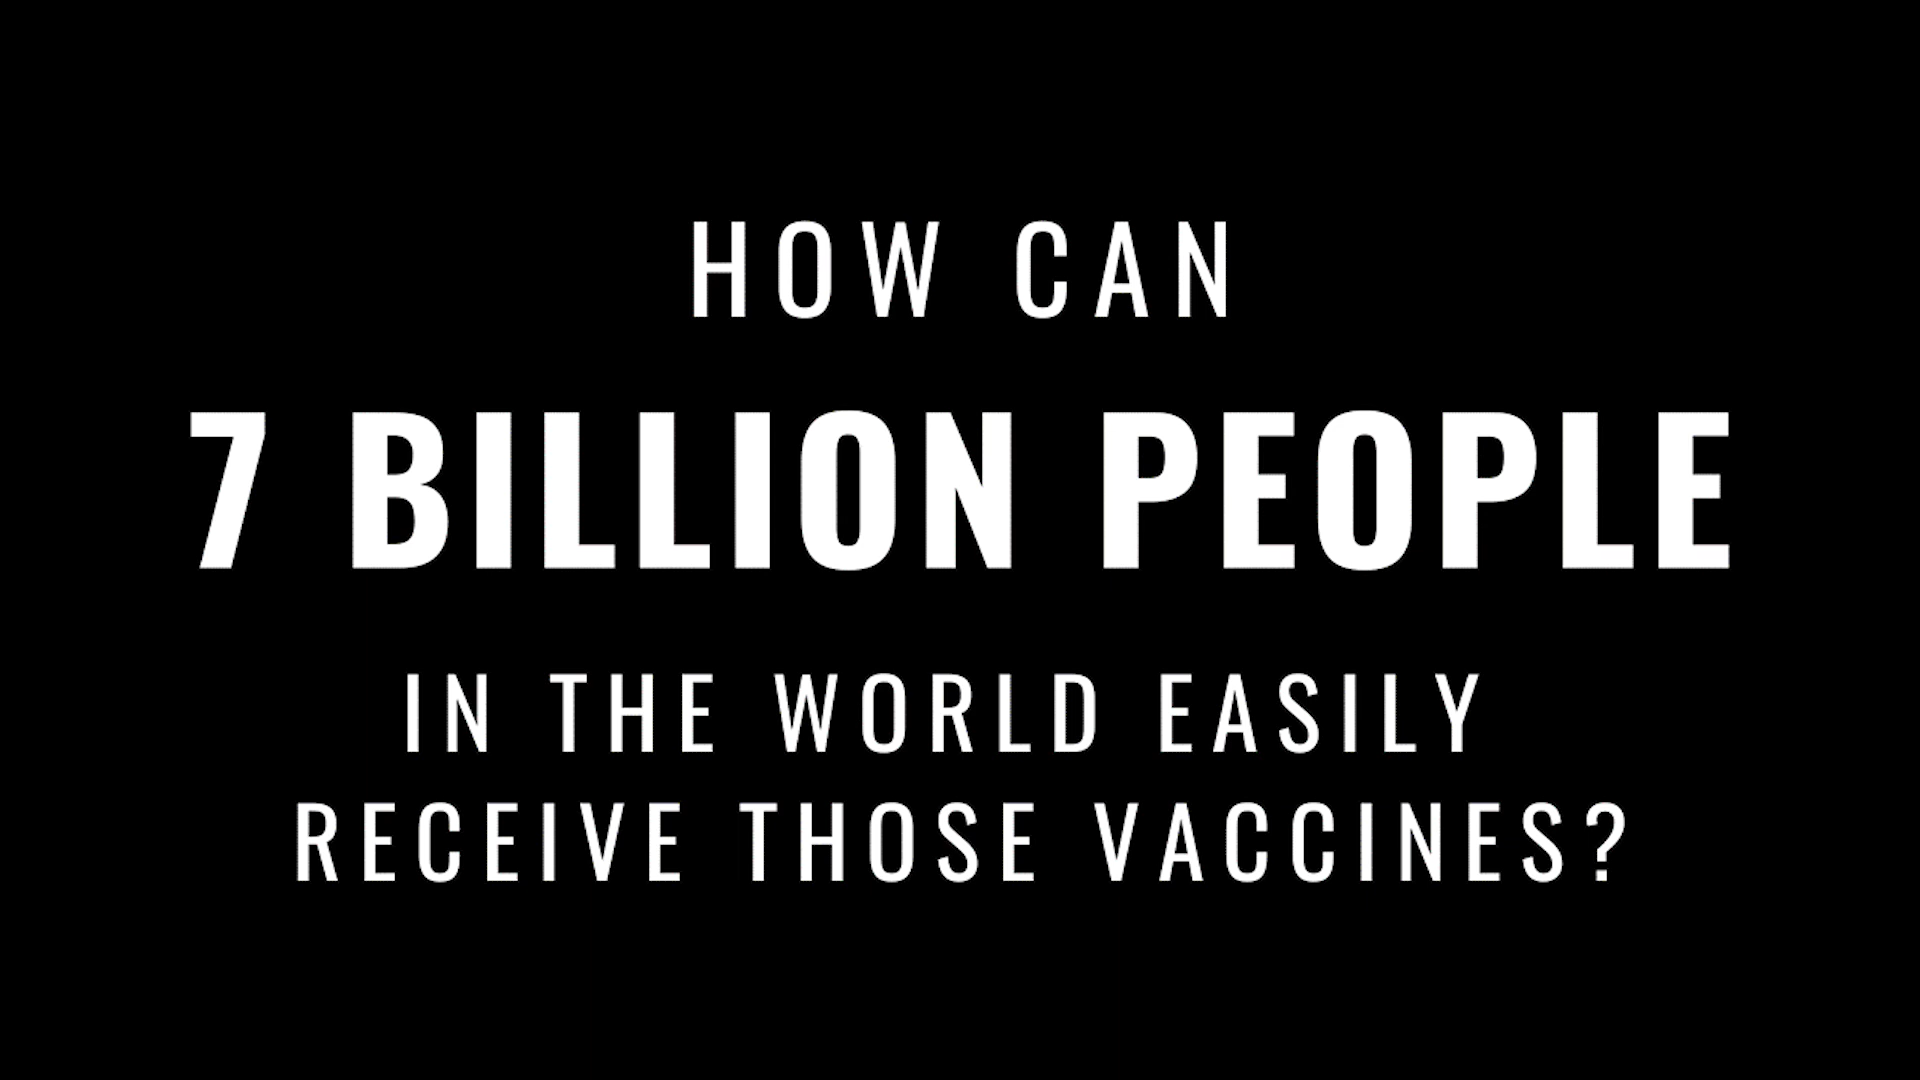 HOW CAN
7 BILLION PEOPLE
IN THE WORLD EASILY
RECEIVE THOSE VACCINES?